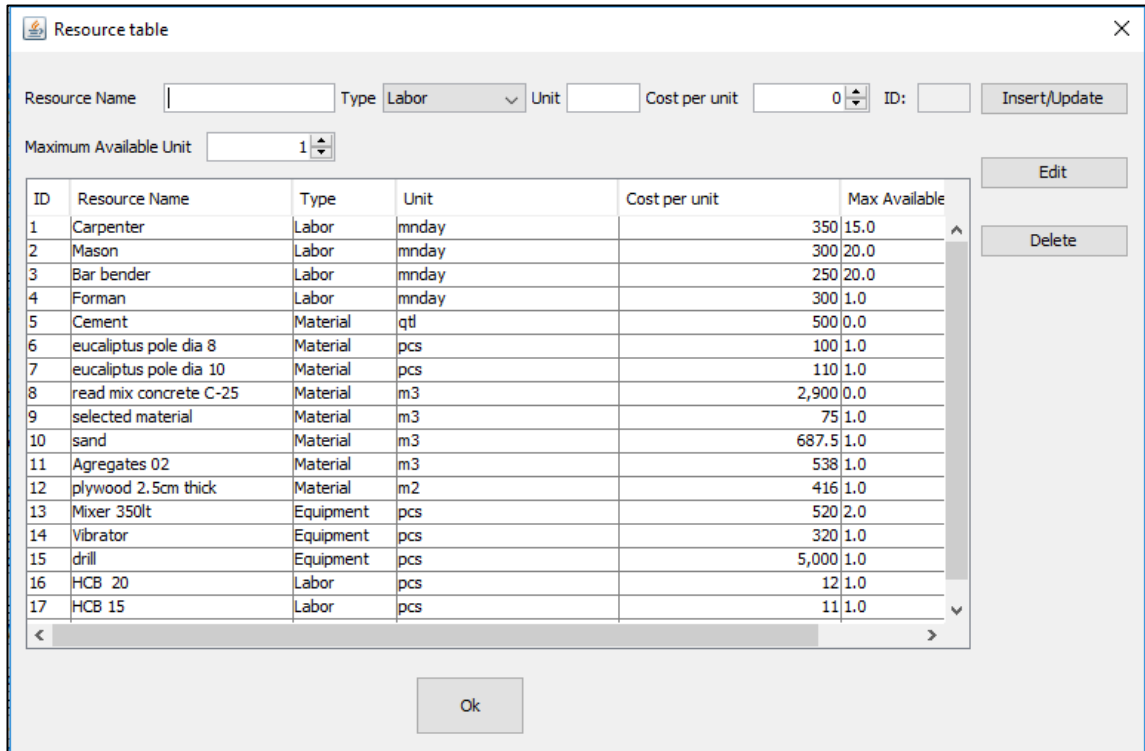 Resource table
Resource Name Type Labor Unit Cost per unit 0 ID: Insert/Update
Maximum Available Unit 1
Edit
ID Resource Name Type Unit Cost per unit Max Available
1 Carpenter Labor mnday 350 15.0
Delete
2 Mason Labor mnday 300 20.0
3 Bar bender Labor mnday 250 20.0
4 Forman Labor mnday 300 1.0
5 Cement Material qtl 500 0.0
6 eucaliptus pole dia 8 Material pcs 100 1.0
7 eucaliptus pole dia 10 Material pcs 110 1.0
8 read mix concrete C-25 Material m3 2,900 0.0
9 selected material Material m3 75 1.0
10 sand Material m3 687.5 1.0
11 Agregates 02 Material m3 538 1.0
12 plywood 2.5cm thick Material m2 416 1.0
13 Mixer 350lt Equipment pcs 520 2.0
14 Vibrator Equipment pcs 320 1.0
15 drill Equipment pcs 5,000 1.0
16 HCB 20 Labor pcs 12 1.0
17 HCB 15 Labor pcs 11 1.0
Ok